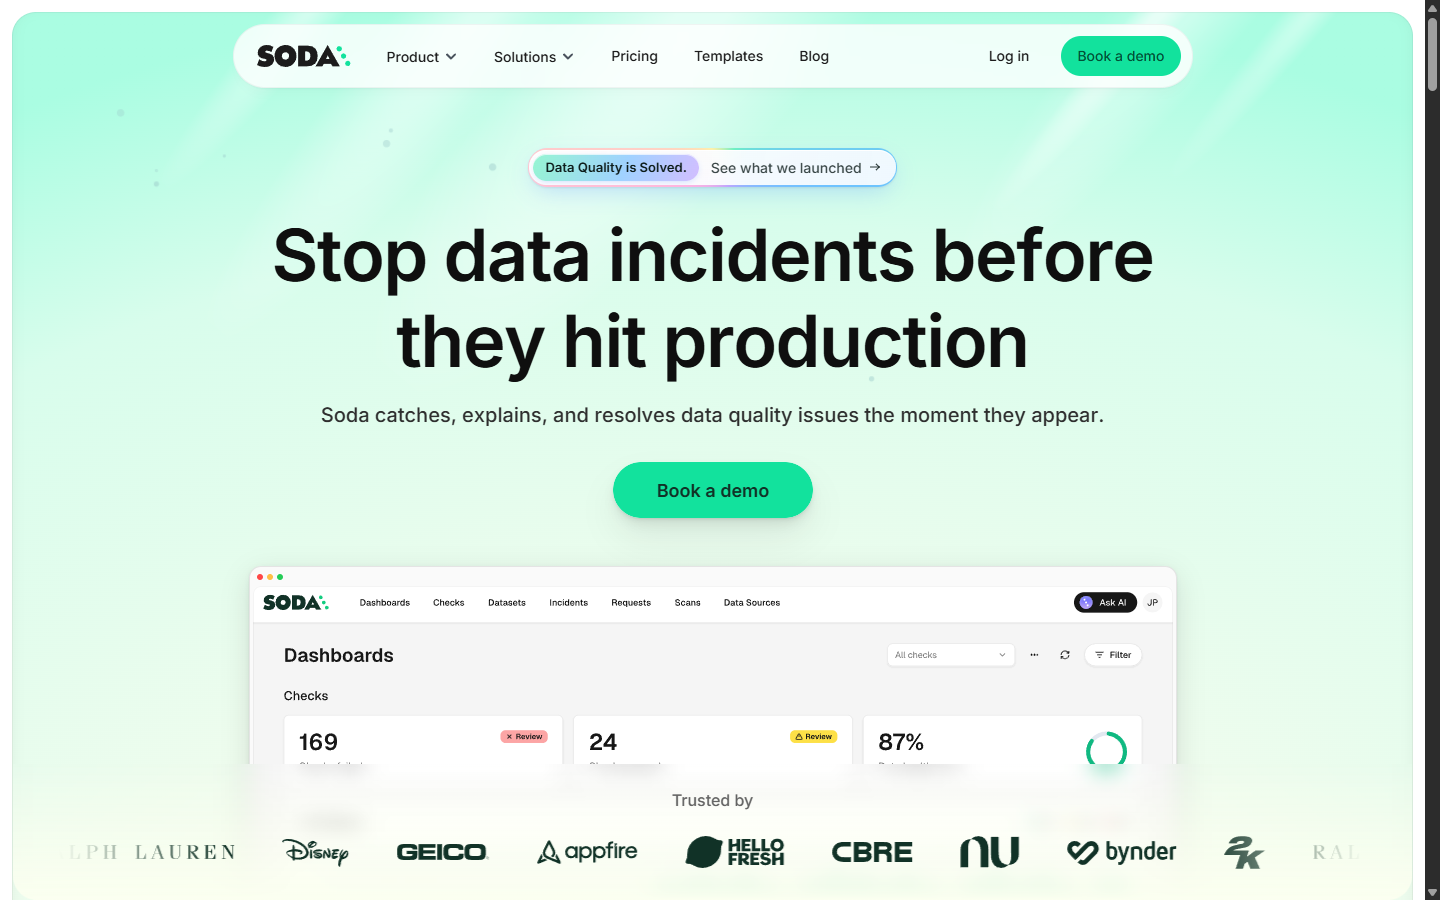 SODA
Product
Solutions
Pricing
Templates
Blog
Log in
Book a demo
Data Quality is Solved. See what we launched →
Stop data incidents before
they hit production
Soda catches, explains, and resolves data quality issues the moment they appear.
Book a demo
SODA
Dashboards
Checks
Datasets
Incidents
Requests
Scans
Data Sources
Ask AI
JP
Dashboards
All checks
Filter
Checks
169
Review
24
Review
87%
Trusted by
LPH LAUREN
Disney
GEICO
appfire
HELLO
FRESH
CBRE
nu
bynder
2K
RAL